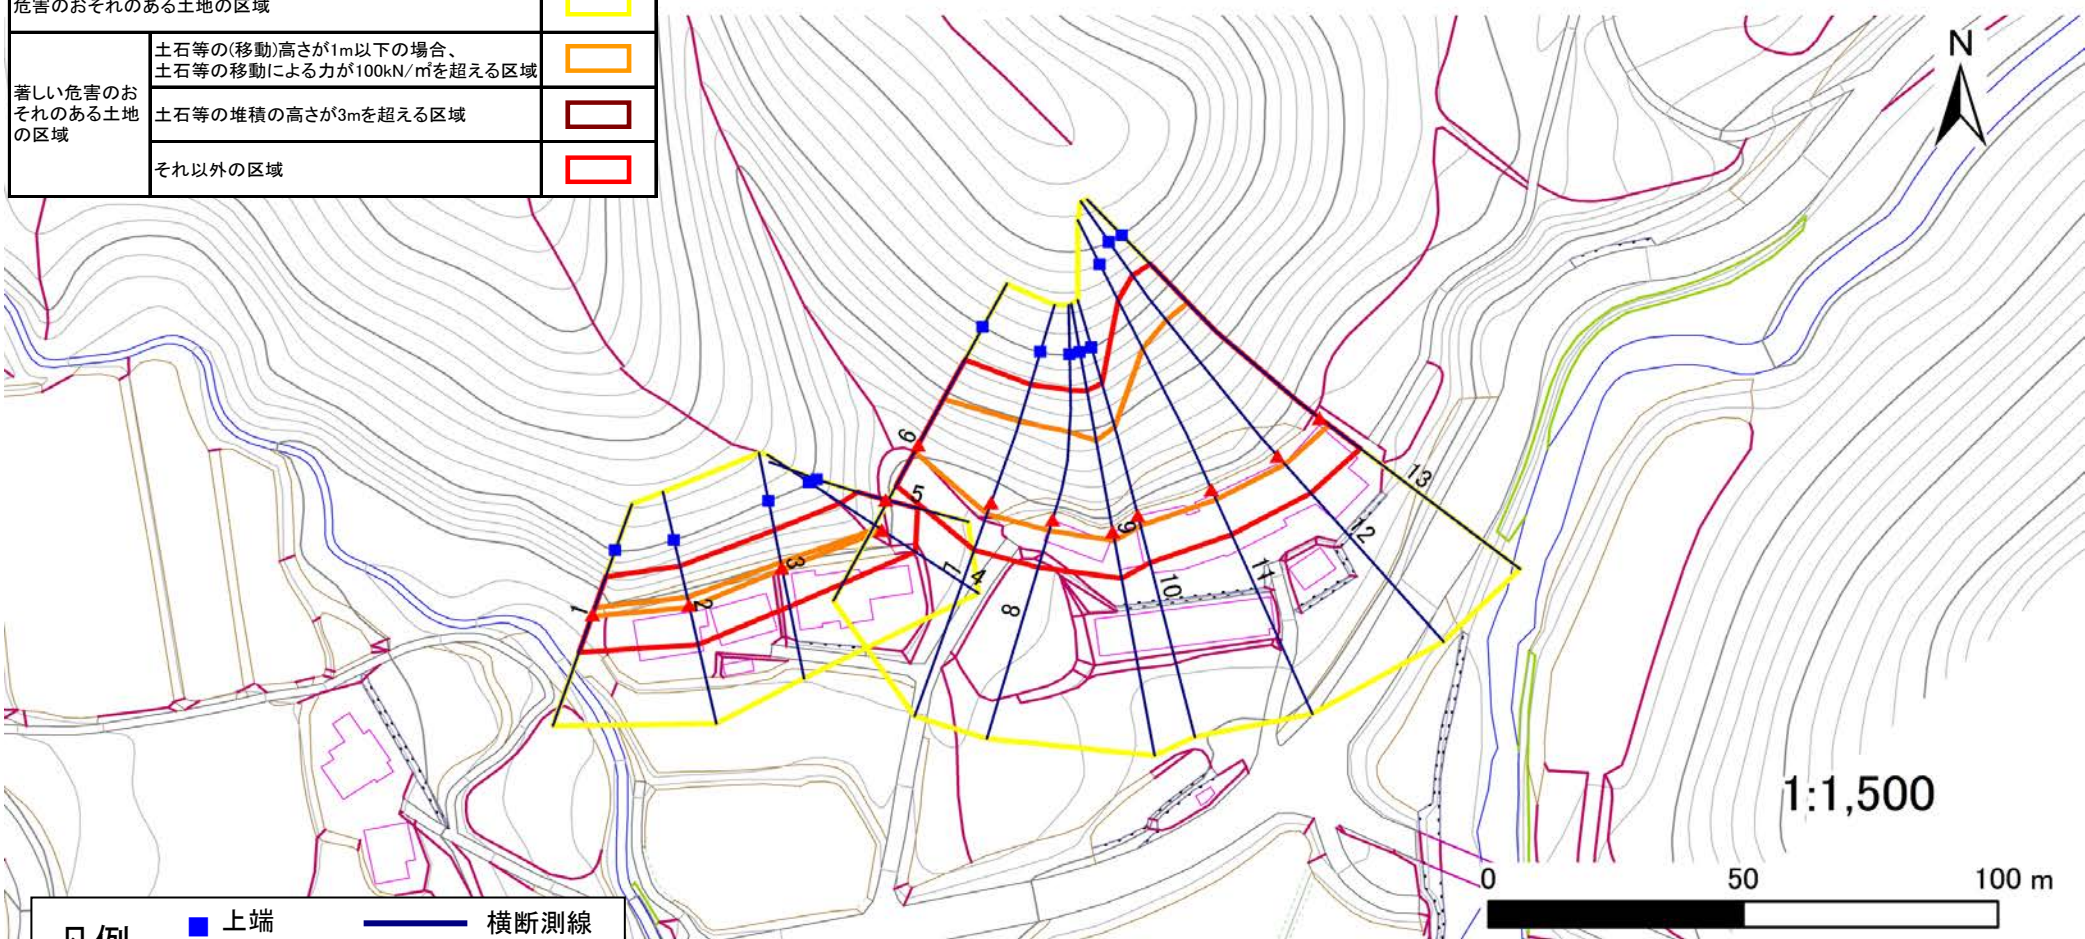 危害のおそれのある土地の区域
著しい危害のお
それのある土地
の区域
土石等の(移動)高さが1m以下の場合、
土石等の移動による力が100kN/㎡を超える区域
土石等の堆積の高さが3mを超える区域
それ以外の区域
N
1
2
3
4
5
6
7
8
9
10
11
12
13
1:1,500
0 50 100 m
凡例
上端
横断測線